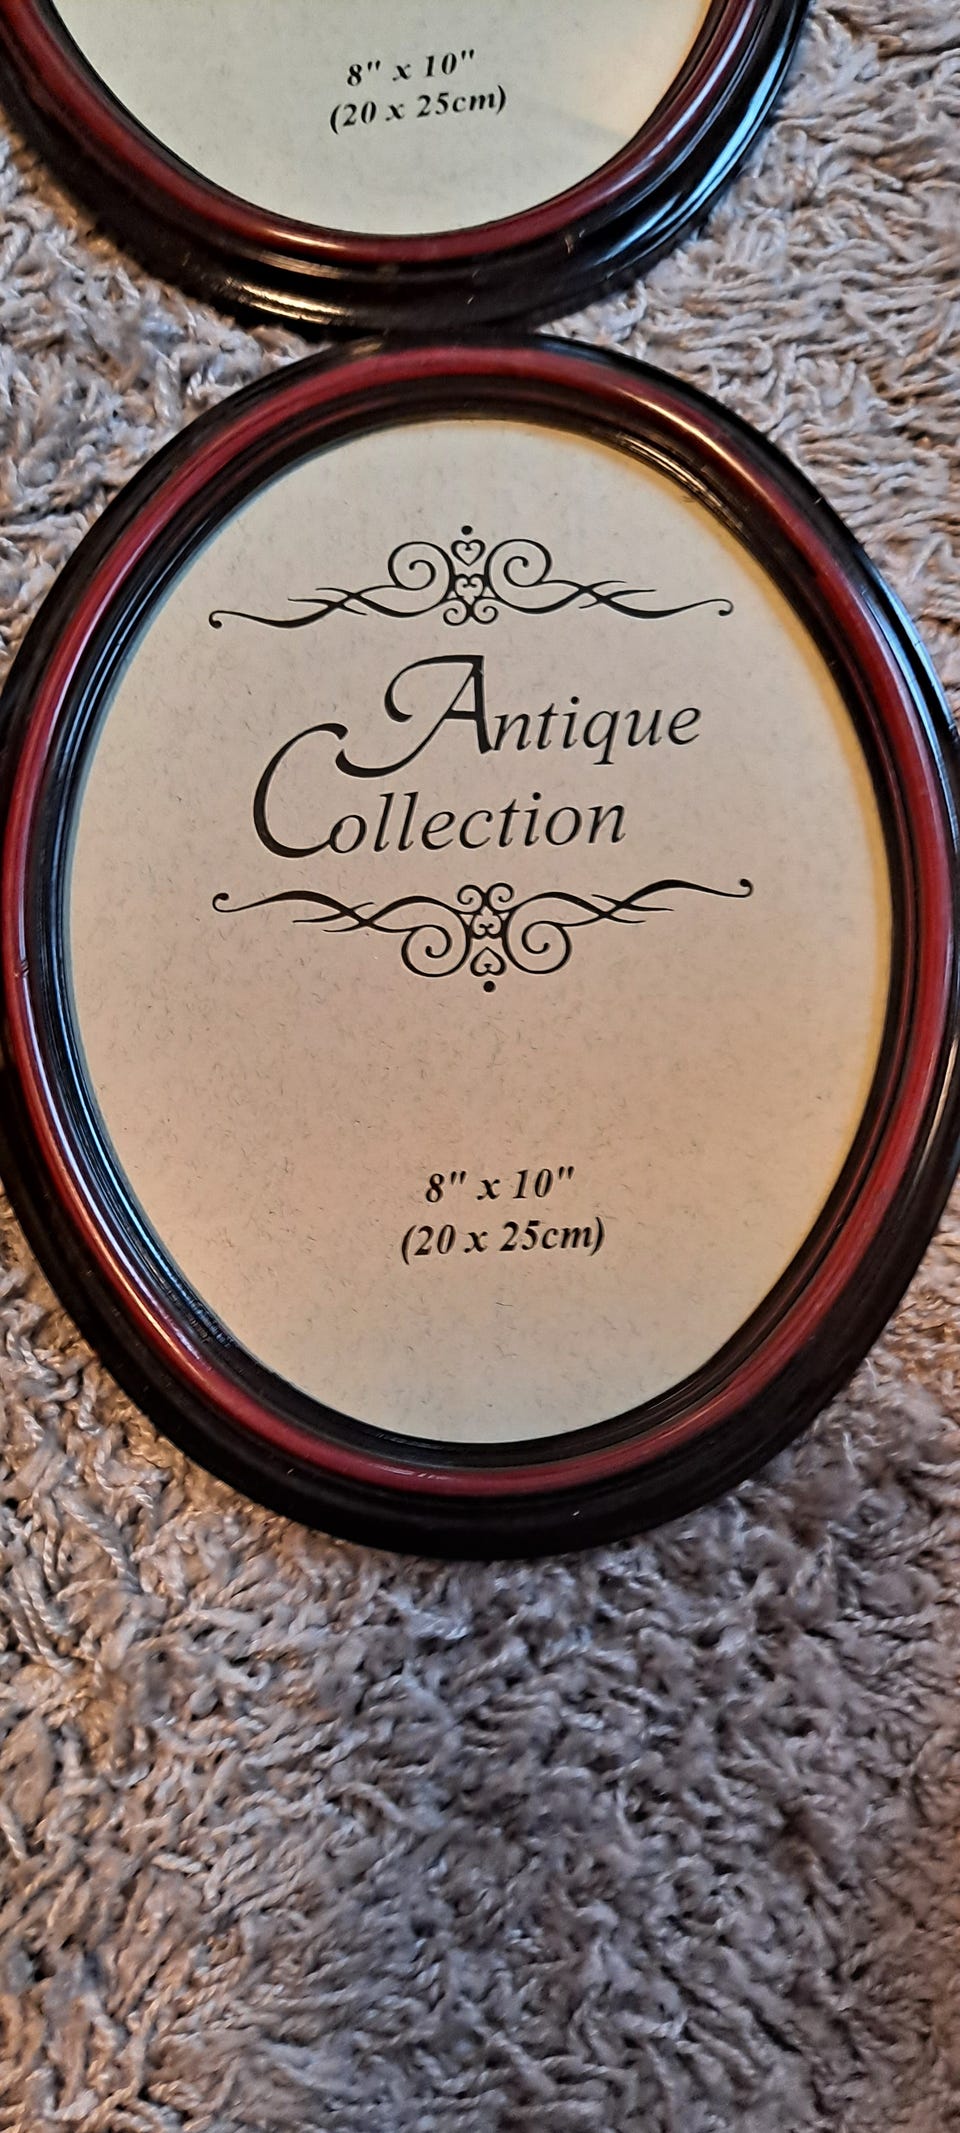 8" x 10"
(20 x 25cm)
Antique
Collection
8" x 10"
(20 x 25cm)